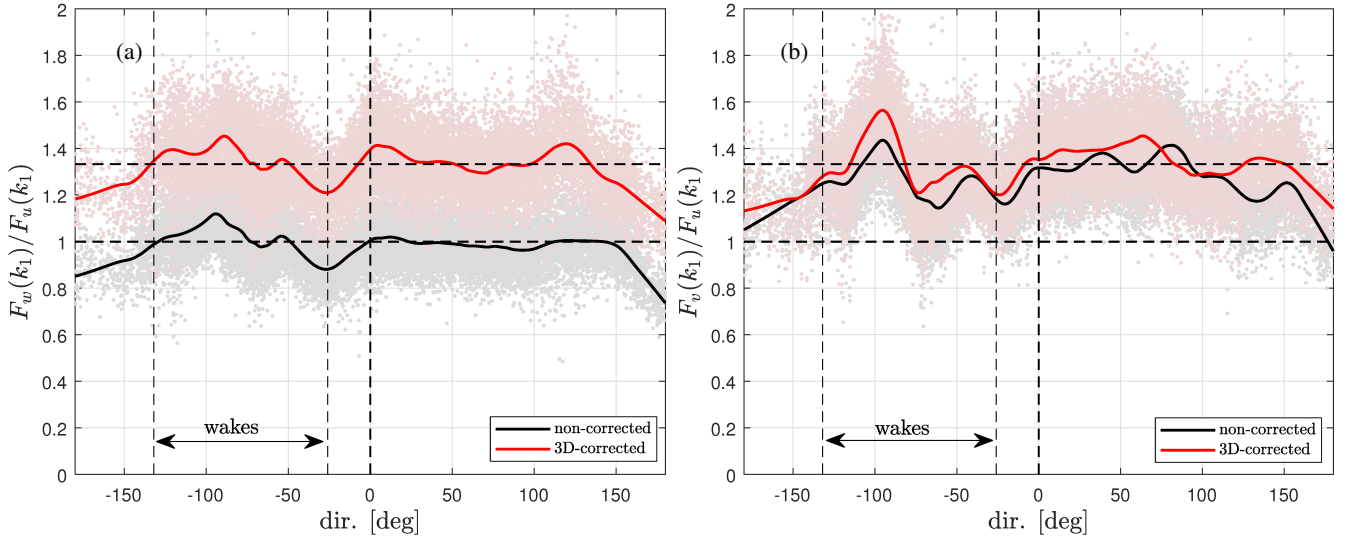 2
1.8
1.6
1.4
1.2
1
0.8
0.6
0.4
0.2
0
F_w(k_1)/F_u(k_1)
(a)
wakes
non-corrected
3D-corrected
-150 -100 -50 0 50 100 150
dir. [deg]
2
1.8
1.6
1.4
1.2
1
0.8
0.6
0.4
0.2
0
F_v(k_1)/F_u(k_1)
(b)
wakes
non-corrected
3D-corrected
-150 -100 -50 0 50 100 150
dir. [deg]